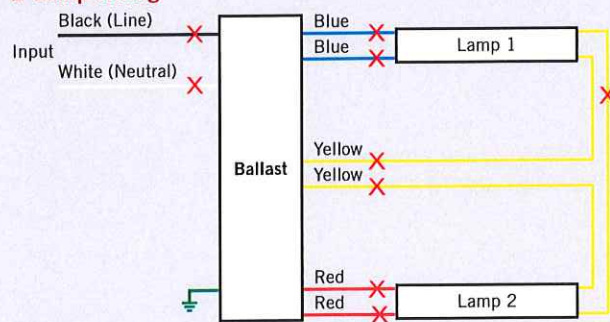 Black (Line)
Input
White (Neutral)
Ballast
Blue
Blue
Lamp 1
Yellow
Yellow
Red
Red
Lamp 2